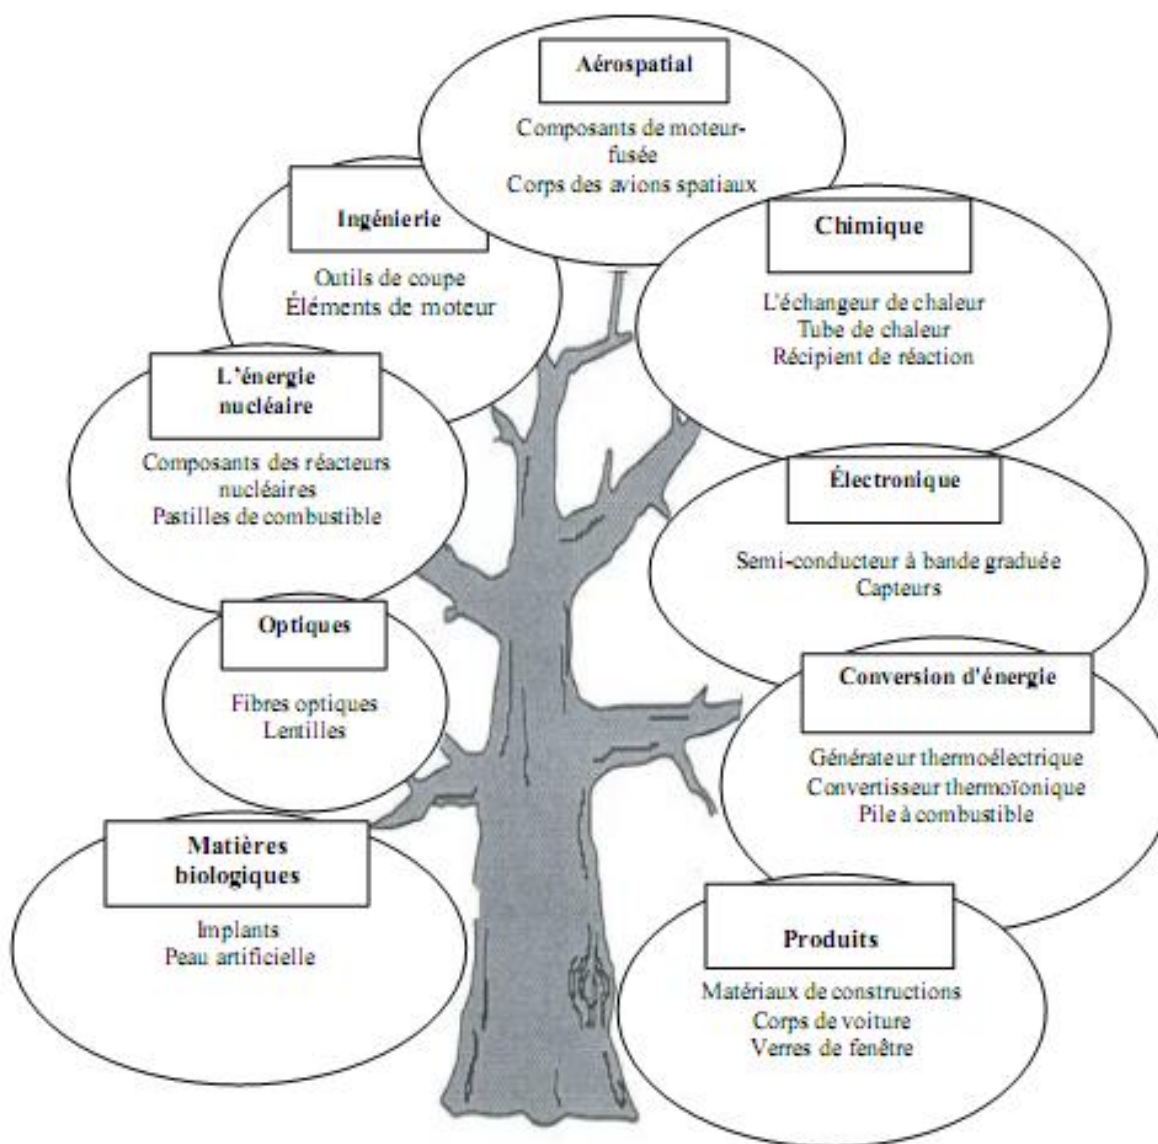 Aérospatial
Composants de moteur-
fusée
Corps des avions spatiaux
Ingénierie
Outils de coupe
Éléments de moteur
Chimique
L'échangeur de chaleur
Tube de chaleur
Récipient de réaction
L'énergie
nucléaire
Composants des réacteurs
nucléaires
Pastilles de combustible
Électronique
Semi-conducteur à bande graduée
Capteurs
Optiques
Fibres optiques
Lentilles
Conversion d'énergie
Générateur thermoélectrique
Convertisseur thermoïonique
Pile à combustible
Matières
biologiques
Implants
Peau artificielle
Produits
Matériaux de constructions
Corps de voiture
Verres de fenêtre